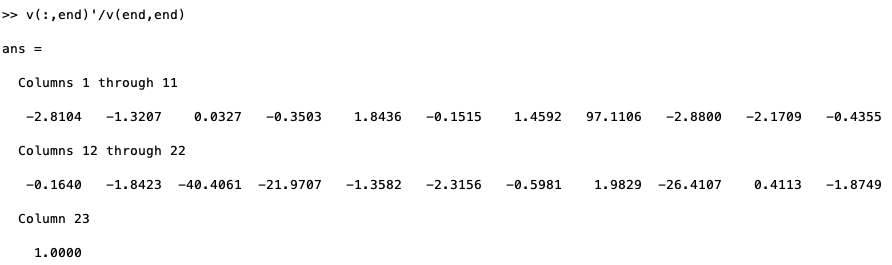 >> v(:,end)'/v(end,end)
ans =
Columns 1 through 11
-2.8104 -1.3207 0.0327 -0.3503 1.8436 -0.1515 1.4592 97.1106 -2.8800 -2.1709 -0.4355
Columns 12 through 22
-0.1640 -1.8423 -40.4061 -21.9707 -1.3582 -2.3156 -0.5981 1.9829 -26.4107 0.4113 -1.8749
Column 23
1.0000